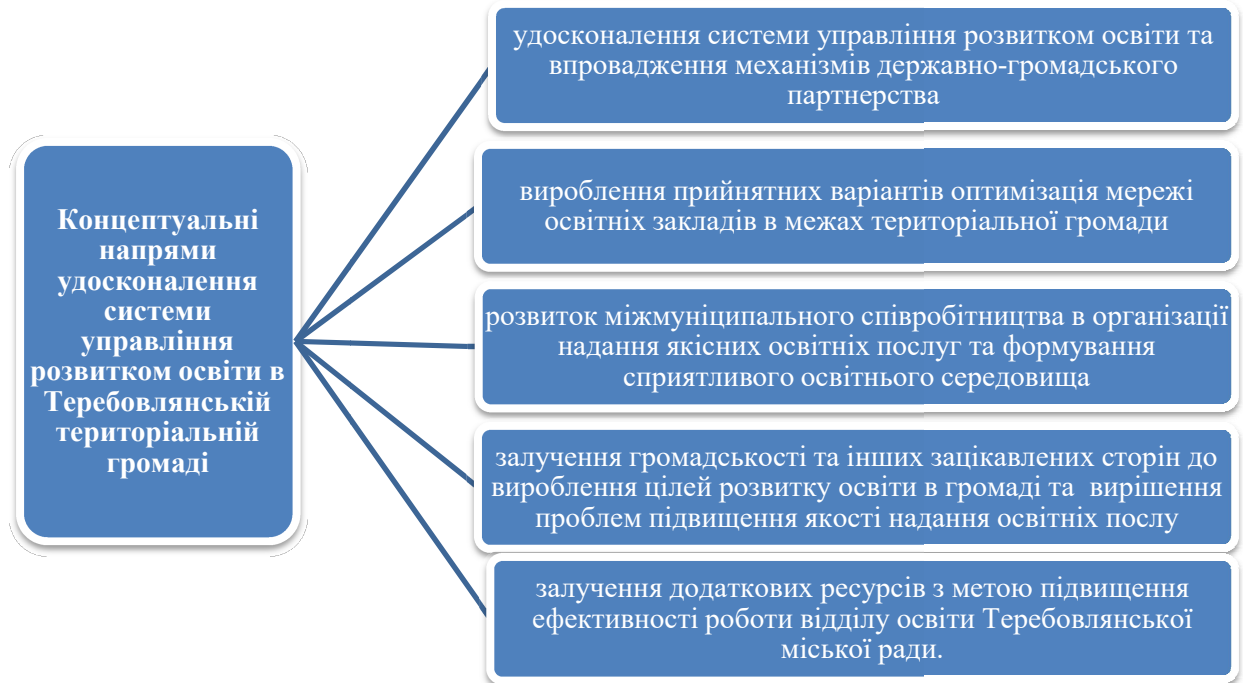 Концептуальні
напрями
удосконалення
системи
управління
розвитком освіти в
Теребовлянській
територіальній
громаді
удосконалення системи управління розвитком освіти та
впровадження механізмів державно-громадського
партнерства
вироблення прийнятних варіантів оптимізація мережі
освітніх закладів в межах територіальної громади
розвиток міжмуніципального співробітництва в організації
надання якісних освітніх послуг та формування
сприятливого освітнього середовища
залучення громадськості та інших зацікавлених сторін до
вироблення цілей розвитку освіти в громаді та  вирішення
проблем підвищення якості надання освітніх послу
залучення додаткових ресурсів з метою підвищення
ефективності роботи відділу освіти Теребовлянської
міської ради.